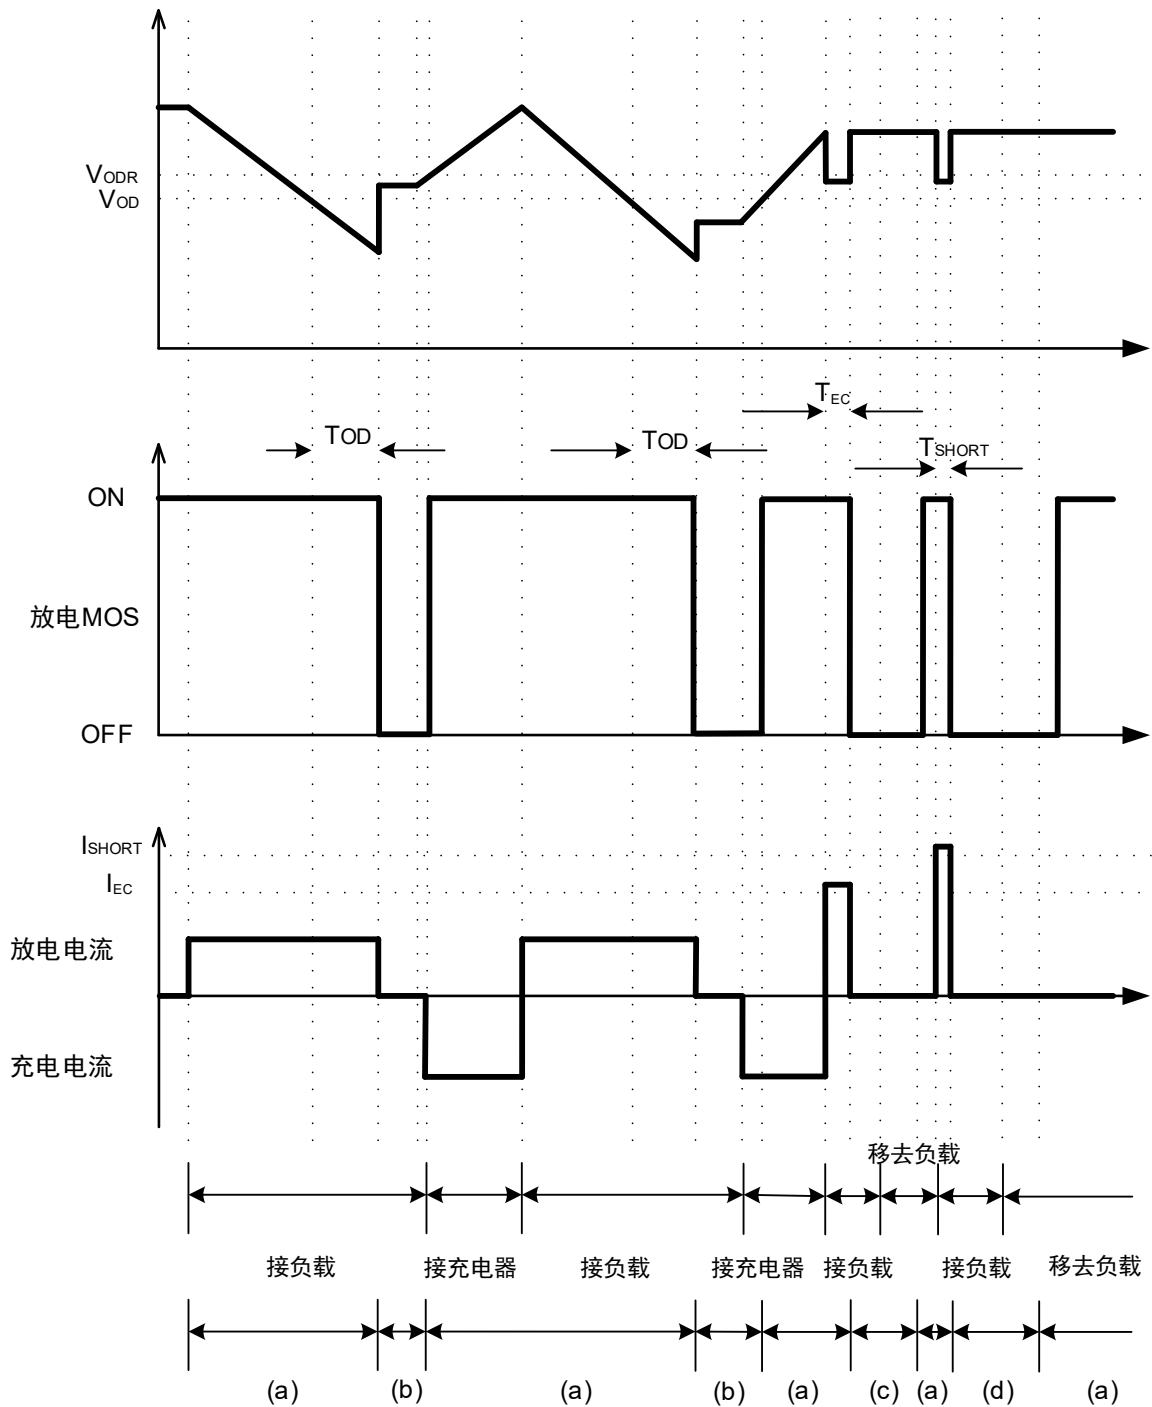 VODR
VOD
TEC
TOD
TOD
TSHORT
ON
放电MOS
OFF
ISHORT
IEC
放电电流
充电电流
移去负载
接负载 接充电器 接负载 接充电器 接负载 接负载 移去负载
(a) (b) (a) (b) (a) (c) (a) (d) (a)